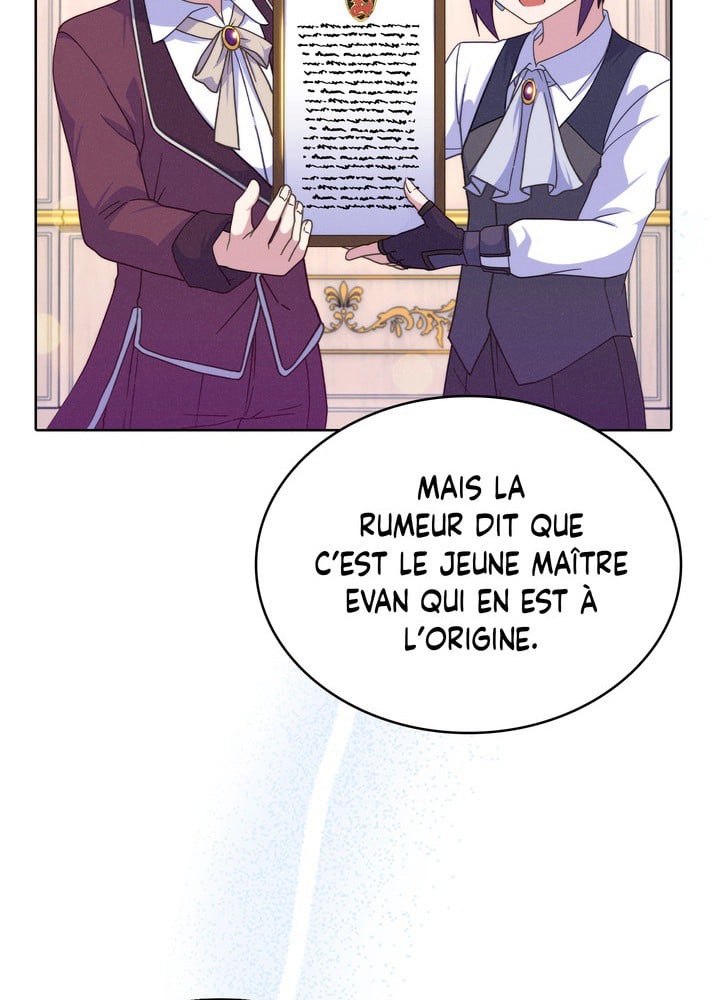 MAIS LA
RUMEUR DIT QUE
C'EST LE JEUNE MAÎTRE
EVAN QUI EN EST À
L'ORIGINE.